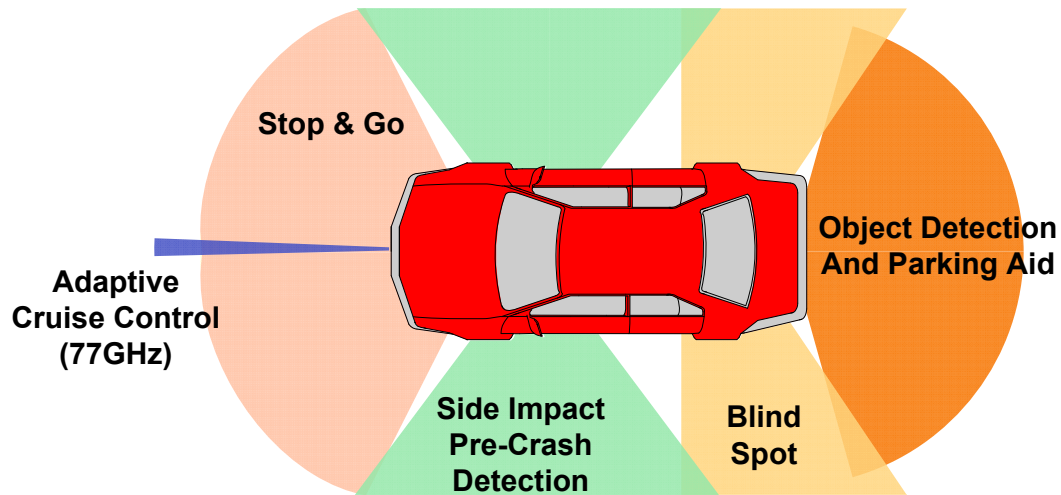 Stop & Go
Adaptive
Cruise Control
(77GHz)
Side Impact
Pre-Crash
Detection
Blind
Spot
Object Detection
And Parking Aid